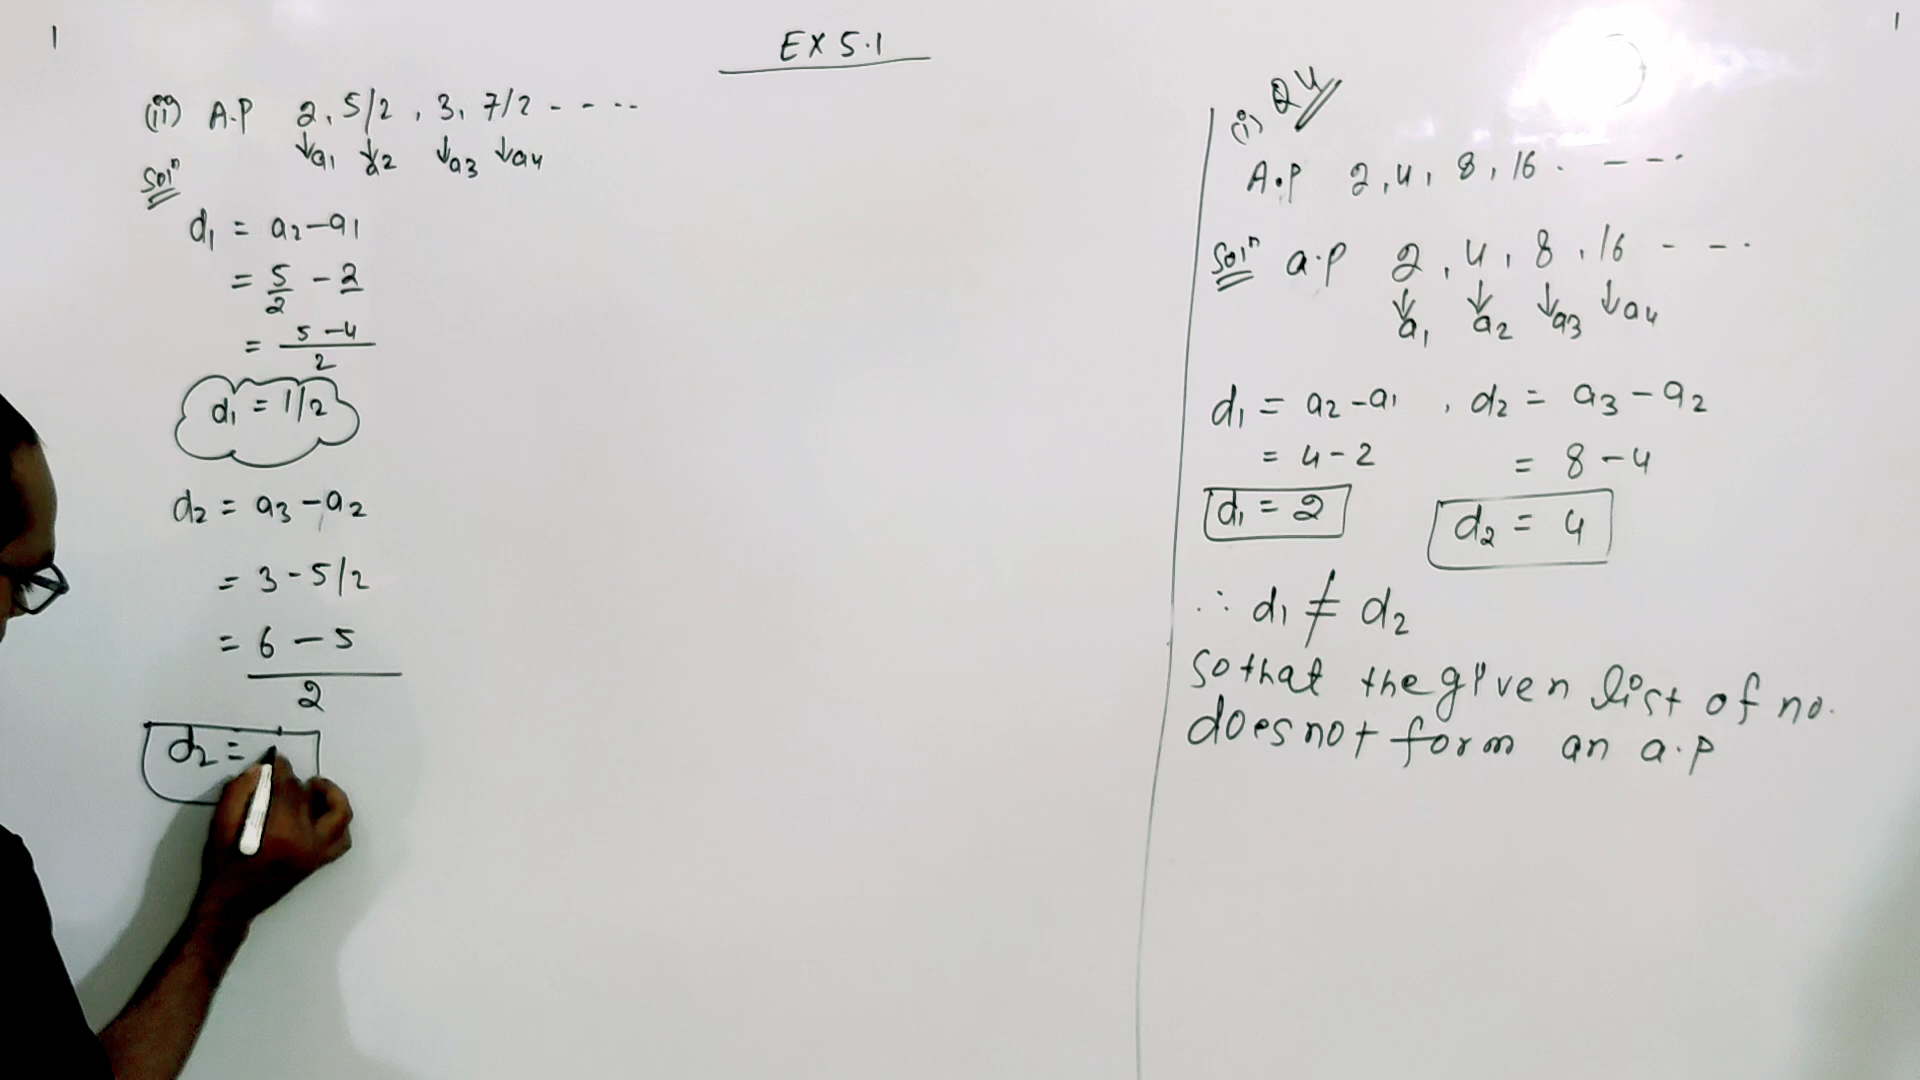 EX 5.1
(ii) A.P 2, 5/2, 3, 7/2 - - - -
↓a1 ↓a2 ↓a3 ↓a4
Solⁿ
d1 = a2-a1
= 5/2 - 2
= 5-4/2
d1 = 1/2
d2 = a3-a2
= 3-5/2
= 6-5/2
d2 =
Q4
(i)
A.P 2, 4, 8, 16. - - -
Solⁿ a.p 2, 4, 8, 16 - - -
↓a1 ↓a2 ↓a3 ↓a4
d1 = a2-a1, d2 = a3-a2
= 4-2 = 8-4
d1 = 2 d2 = 4
∴ d1 ≠ d2
so that the given list of no.
does not form an a.p